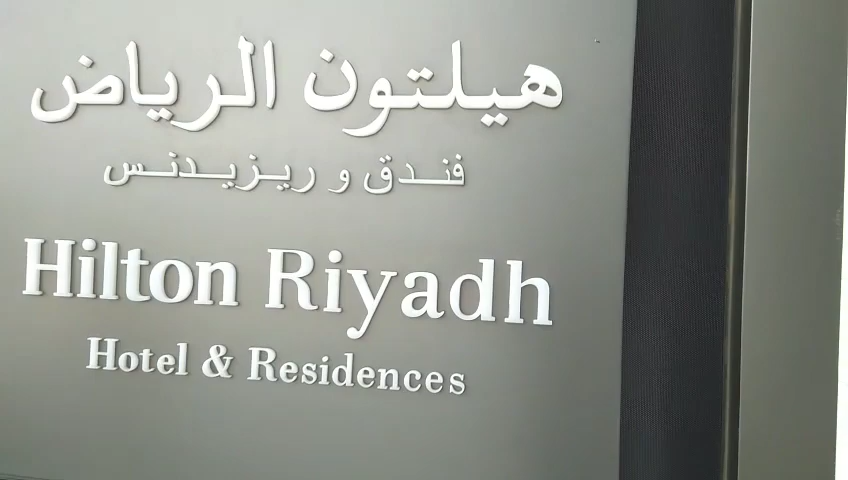 هيلتون الرياض
فندق و ريزيدنس
Hilton Riyadh
Hotel & Residences